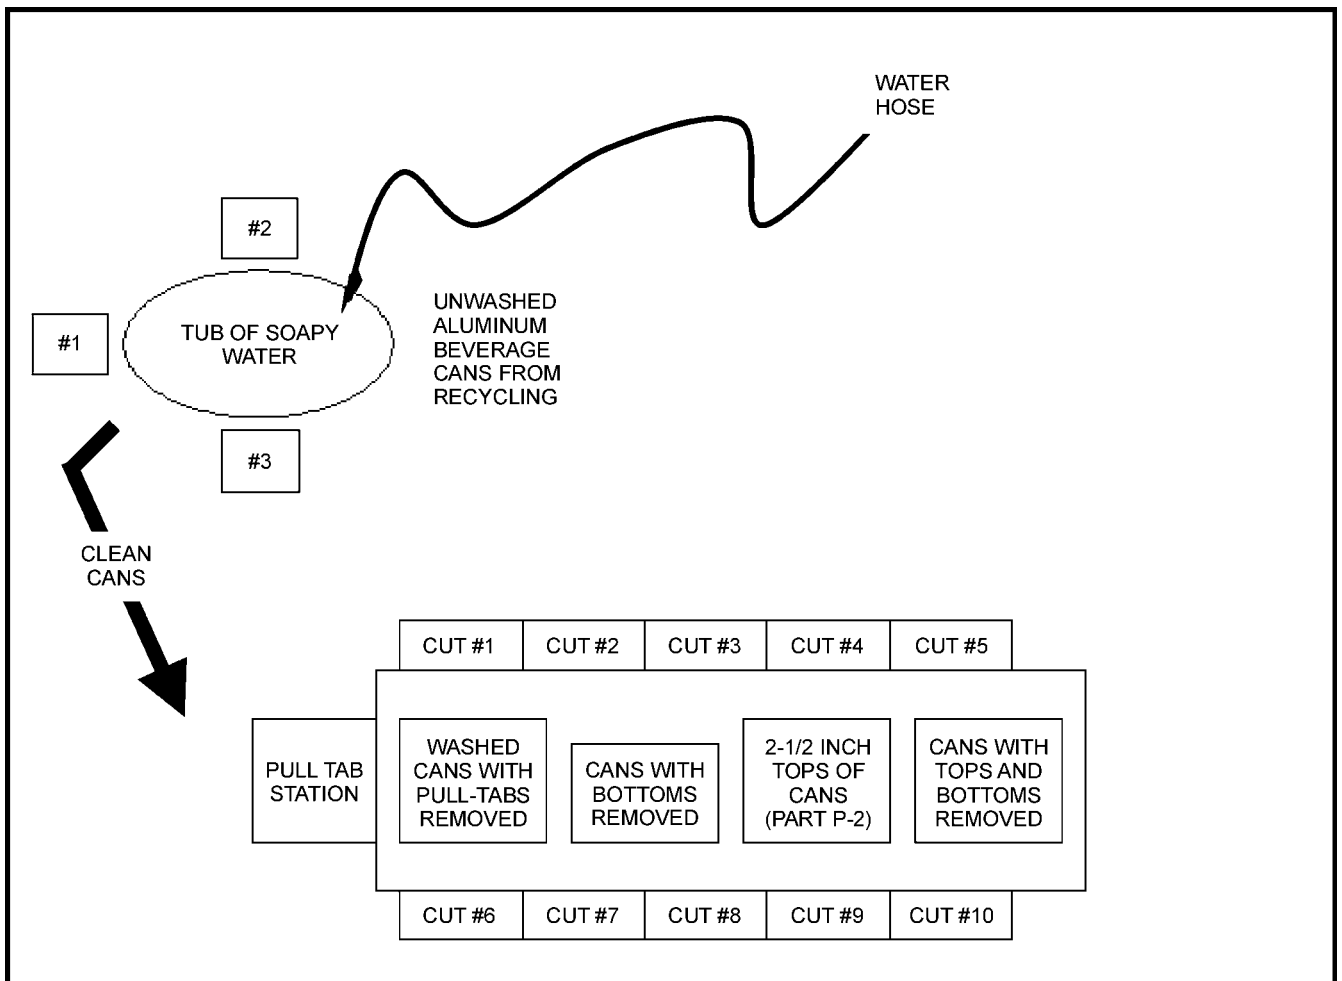 WATER
HOSE
#2
#1
TUB OF SOAPY
WATER
UNWASHED
ALUMINUM
BEVERAGE
CANS FROM
RECYCLING
#3
CLEAN
CANS
CUT #1
CUT #2
CUT #3
CUT #4
CUT #5
PULL TAB
STATION
WASHED
CANS WITH
PULL-TABS
REMOVED
CANS WITH
BOTTOMS
REMOVED
2-1/2 INCH
TOPS OF
CANS
(PART P-2)
CANS WITH
TOPS AND
BOTTOMS
REMOVED
CUT #6
CUT #7
CUT #8
CUT #9
CUT #10